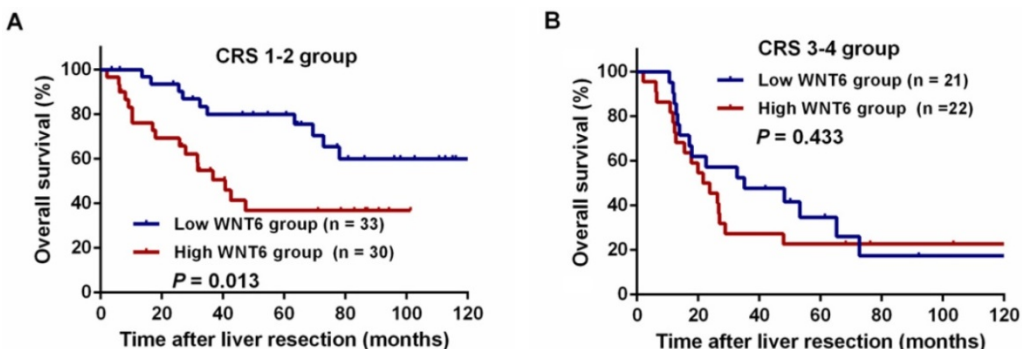 A
CRS 1-2 group
Overall survival (%)
100
80
60
40
20
0
Low WNT6 group (n = 33)
High WNT6 group (n = 30)
P = 0.013
0 20 40 60 80 100 120
Time after liver resection (months)
B
CRS 3-4 group
Overall survival (%)
100
80
60
40
20
0
Low WNT6 group (n = 21)
High WNT6 group (n =22)
P = 0.433
0 20 40 60 80 100 120
Time after liver resection (months)